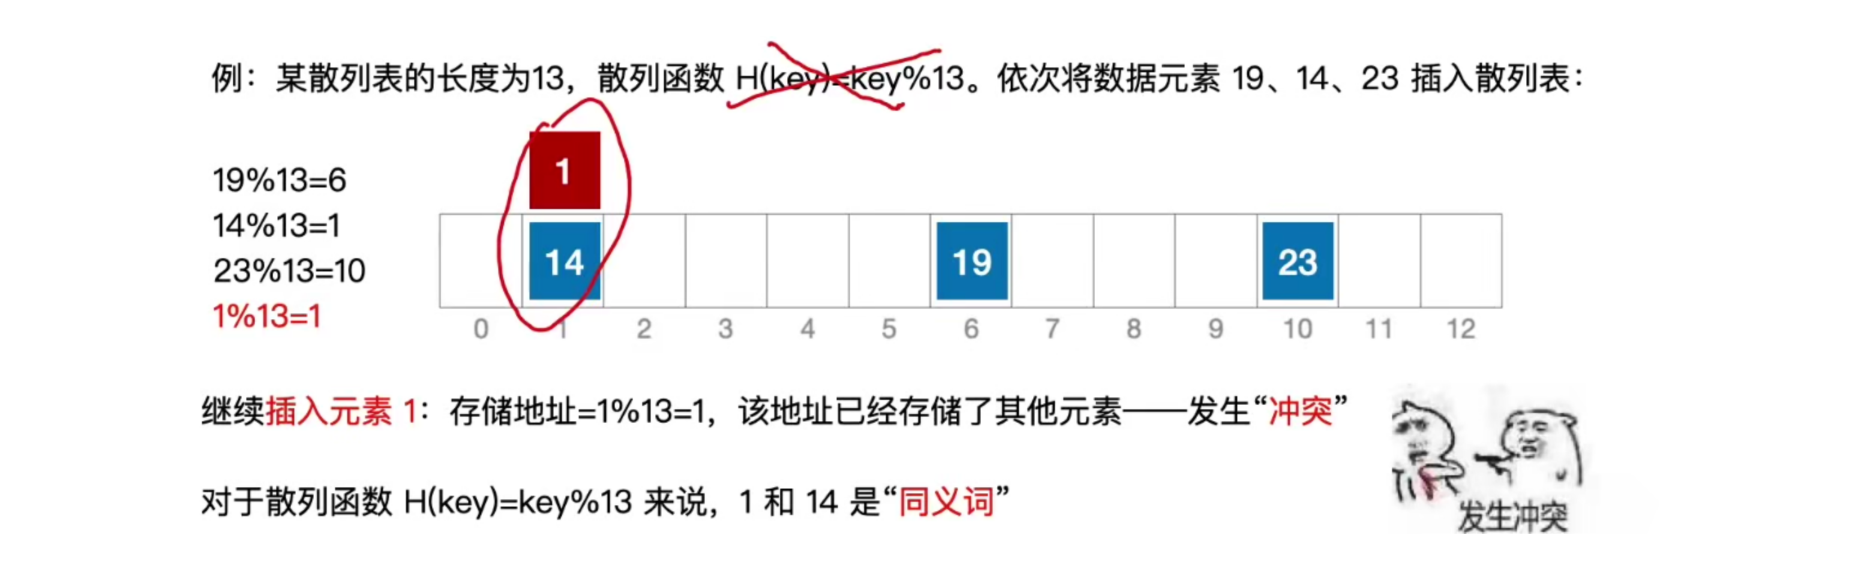 例：某散列表的长度为13，散列函数 H(key)=key%13。依次将数据元素 19、14、23 插入散列表：
1
19%13=6
14%13=1
23%13=10
1%13=1
14 19 23
0 1 2 3 4 5 6 7 8 9 10 11 12
继续插入元素 1：存储地址=1%13=1，该地址已经存储了其他元素——发生“冲突”
对于散列函数 H(key)=key%13 来说，1 和 14 是“同义词”
发生冲突